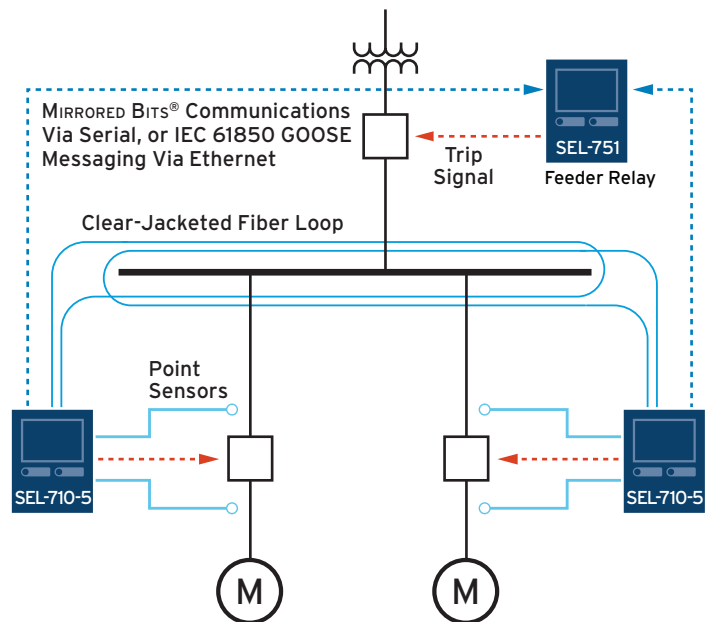 MIRRORED BITS® Communications
Via Serial, or IEC 61850 GOOSE
Messaging Via Ethernet
SEL-751
Feeder Relay
Trip
Signal
Clear-Jacketed Fiber Loop
Point
Sensors
SEL-710-5
SEL-710-5
M
M